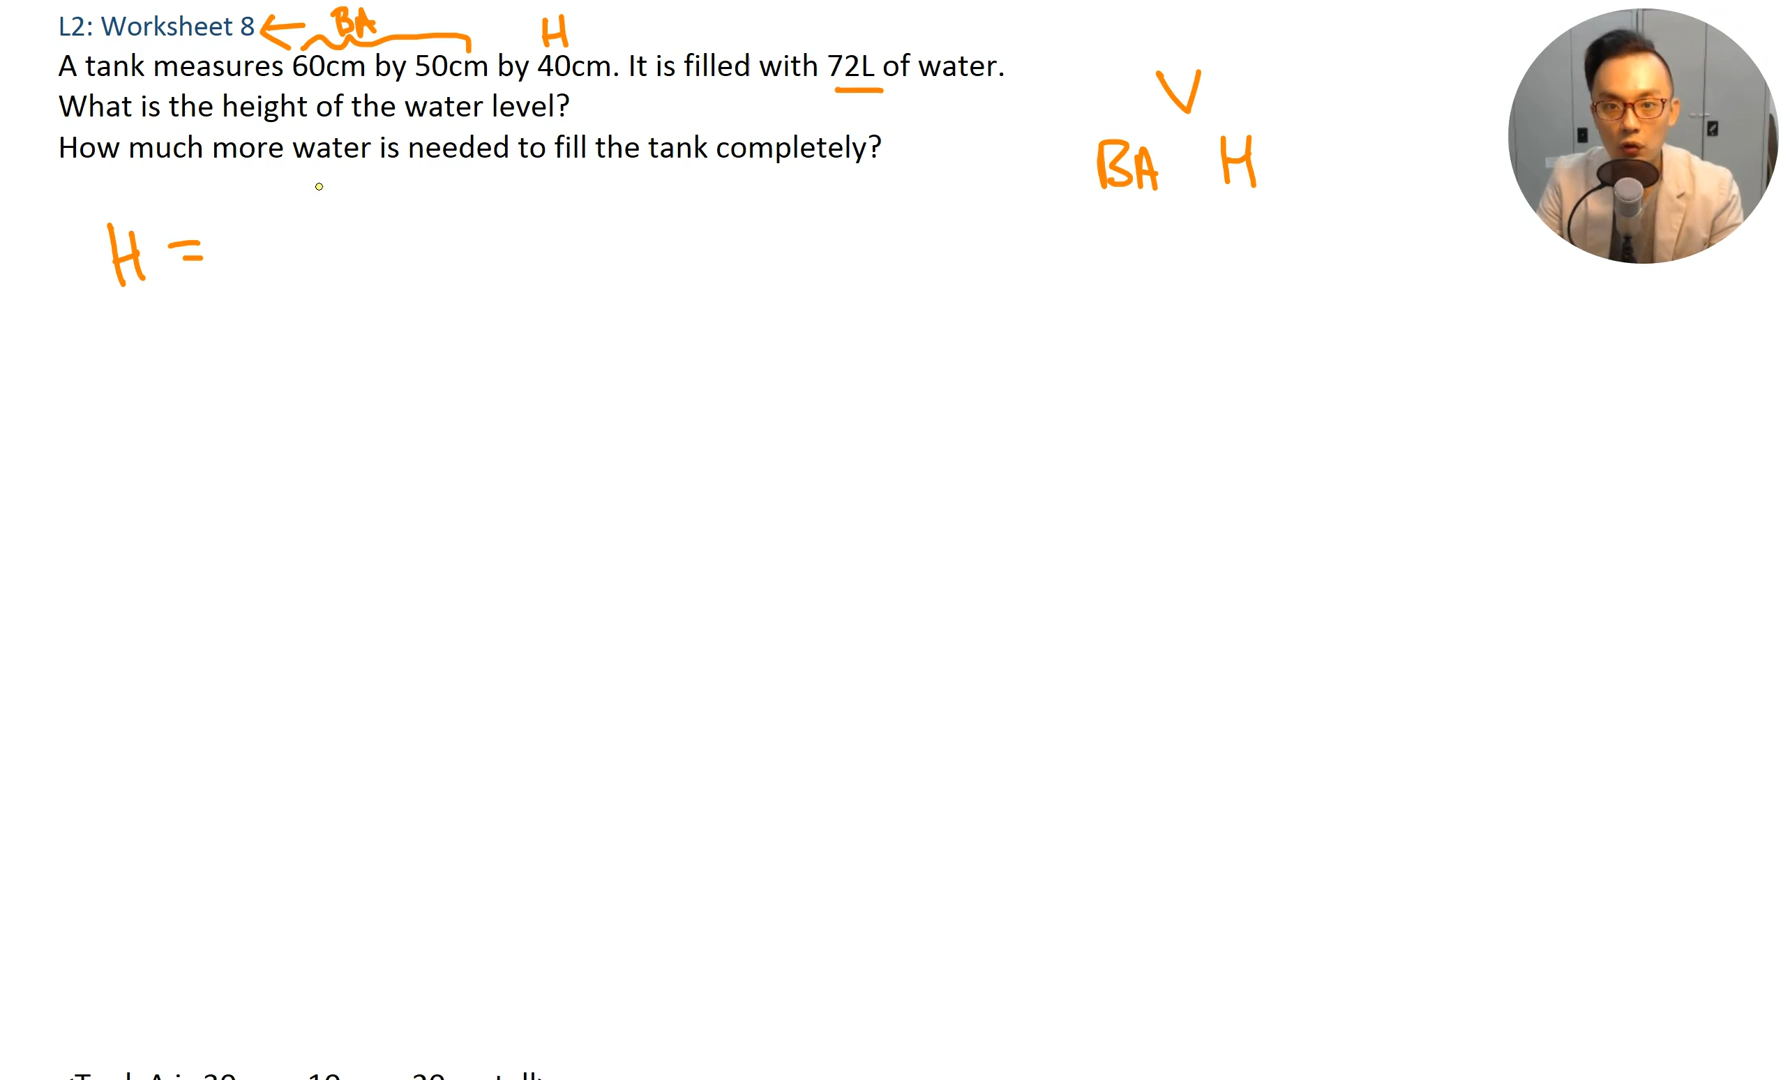 L2: Worksheet 8
BA
H
A tank measures 60cm by 50cm by 40cm. It is filled with 72L of water.
What is the height of the water level?
How much more water is needed to fill the tank completely?
V
BA H
H =